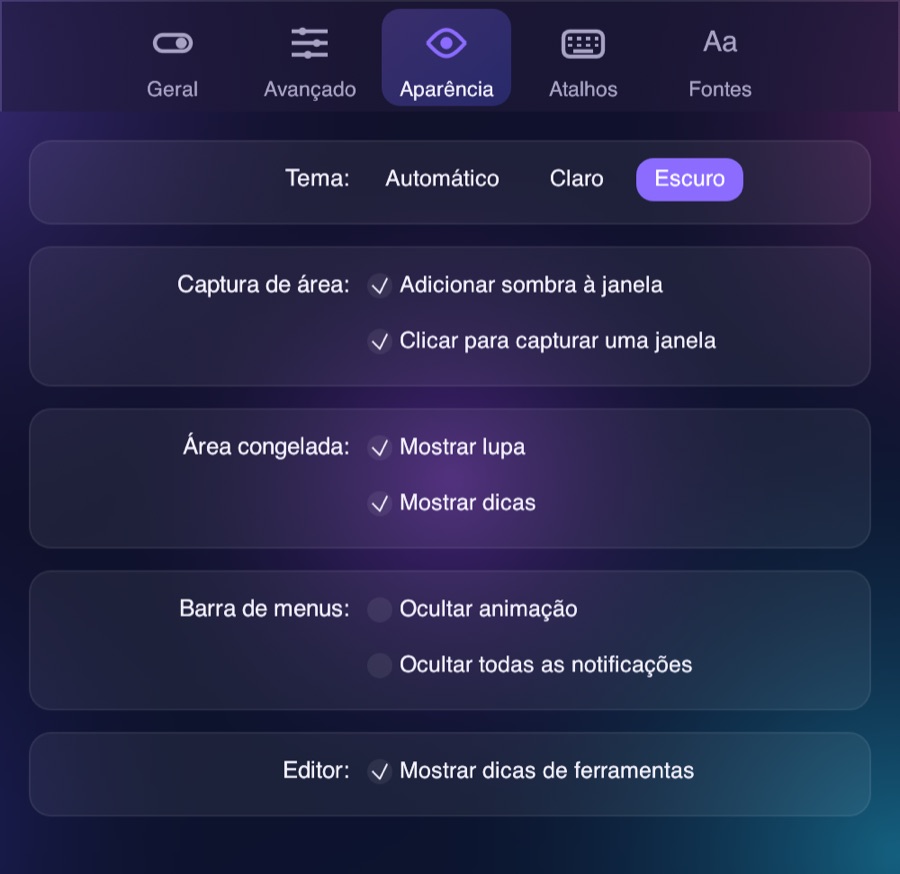 Aa
Geral Avançado Aparência Atalhos Fontes
Tema: Automático Claro Escuro
Captura de área: Adicionar sombra à janela
Clicar para capturar uma janela
Área congelada: Mostrar lupa
Mostrar dicas
Barra de menus: Ocultar animação
Ocultar todas as notificações
Editor: Mostrar dicas de ferramentas